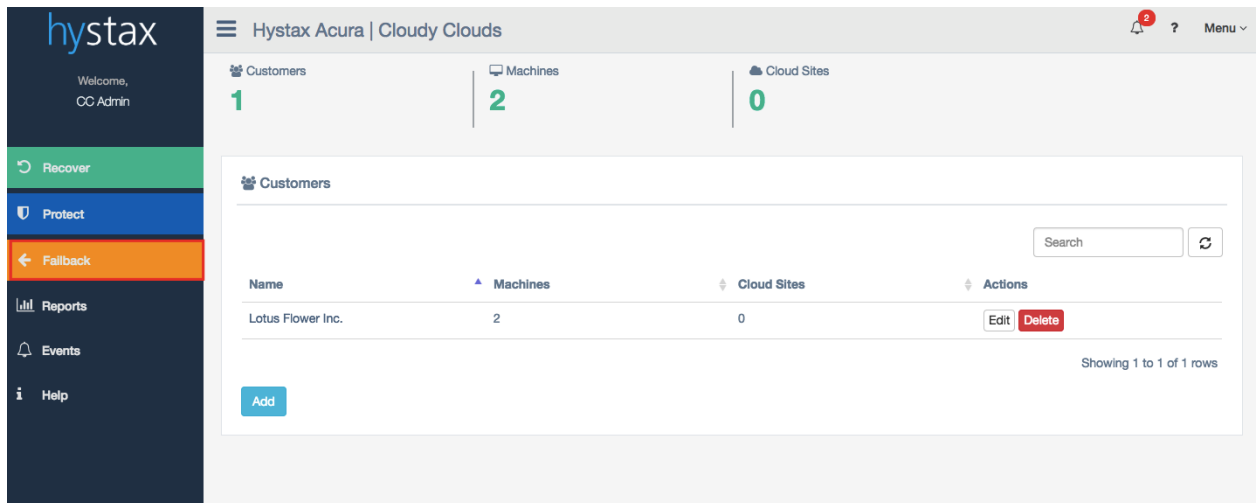 hystax
Welcome,
CC Admin
Recover
Protect
Failback
Reports
Events
Help
Hystax Acura | Cloudy Clouds
2
?
Menu
Customers
1
Machines
2
Cloud Sites
0
Customers
Search
Name Machines Cloud Sites Actions
Lotus Flower Inc. 2 0 Edit Delete
Showing 1 to 1 of 1 rows
Add